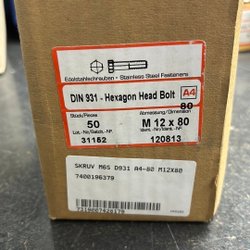 Edelstahlschrauben · Stainless Steel Fasteners
DIN 931 - Hexagon Head Bolt A4
80
Stück/Pieces Abmessung/Dimension
50 M 12 x 80
31152 120813
SKRUV M6S D931 A4-80 M12X80
7400196379